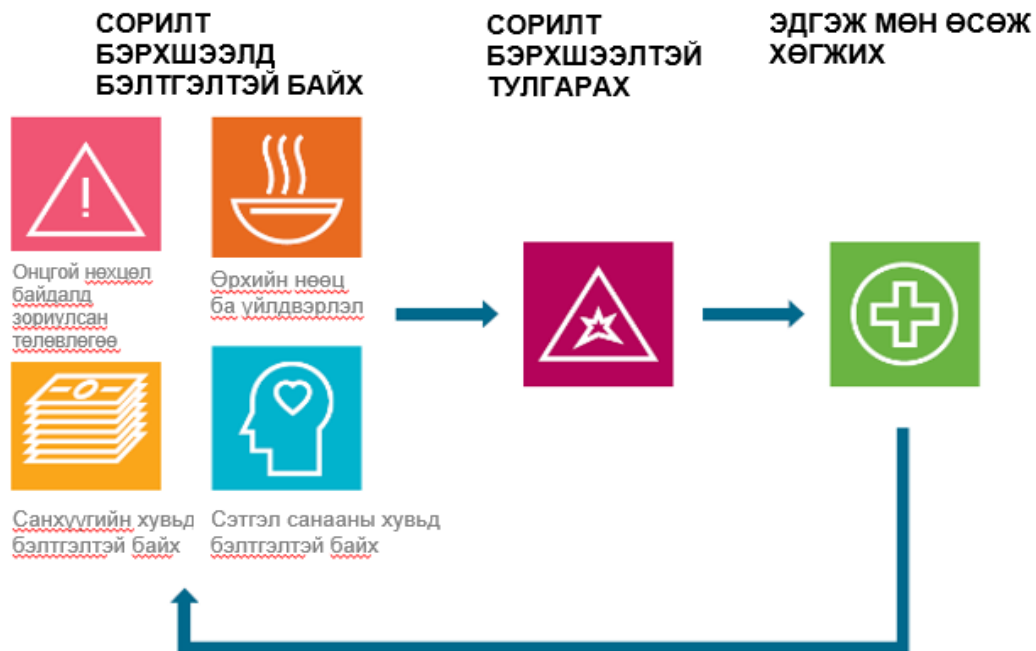 СОРИЛТ
БЭРХШЭЭЛД
БЭЛТГЭЛТЭЙ БАЙХ
СОРИЛТ
БЭРХШЭЭЛТЭЙ
ТУЛГАРАХ
ЭДГЭЖ МӨН ӨСӨЖ
ХӨГЖИХ
Онцгой нөхцөл
байдалд
зориулсан
төлөвлөгөө
Өрхийн нөөц
ба үйлдвэрлэл
Санхүүгийн хувьд
бэлтгэлтэй байх
Сэтгэл санааны хувьд
бэлтгэлтэй байх